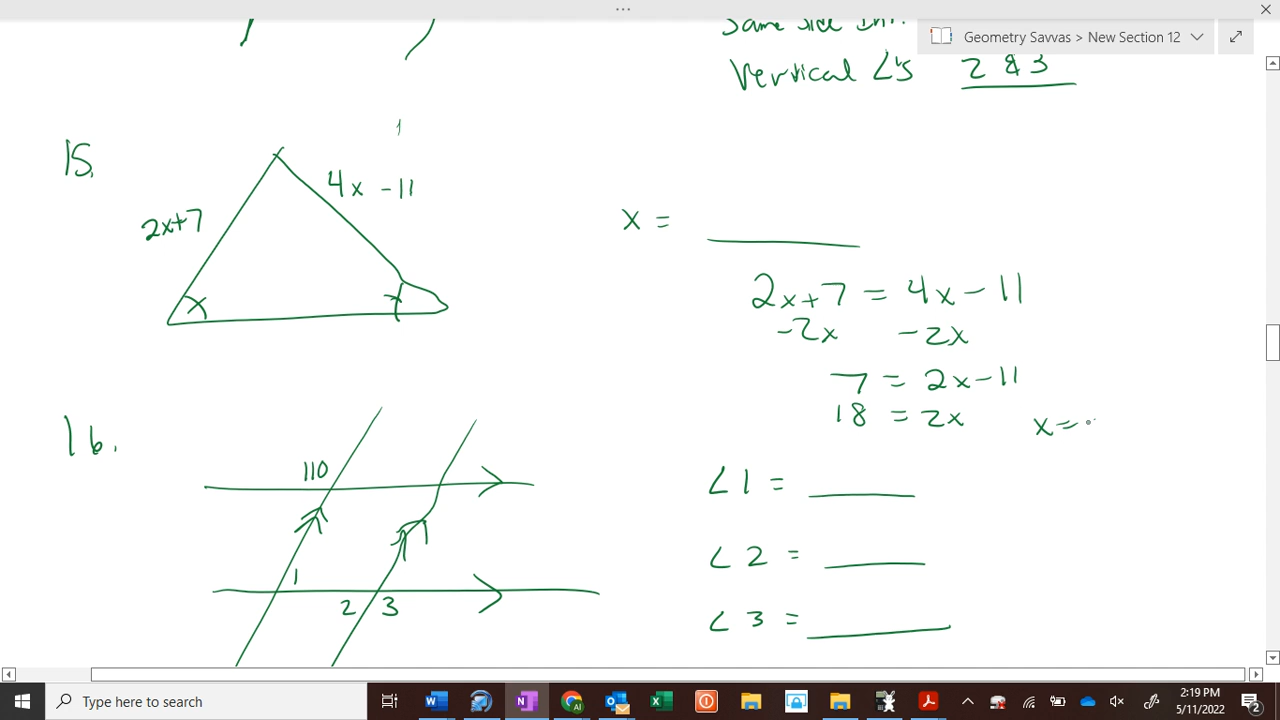 Same side Int.
Geometry Savvas > New Section 12
Vertical ∠'s 2 & 3
15.
2x+7
4x - 11
x
x =
2x+7 = 4x - 11
-2x -2x
7 = 2x - 11
18 = 2x
x =
16.
110
1
2 3
∠ 1 =
∠ 2 =
∠ 3 =
Type here to search
2:19 PM
5/11/2022
2